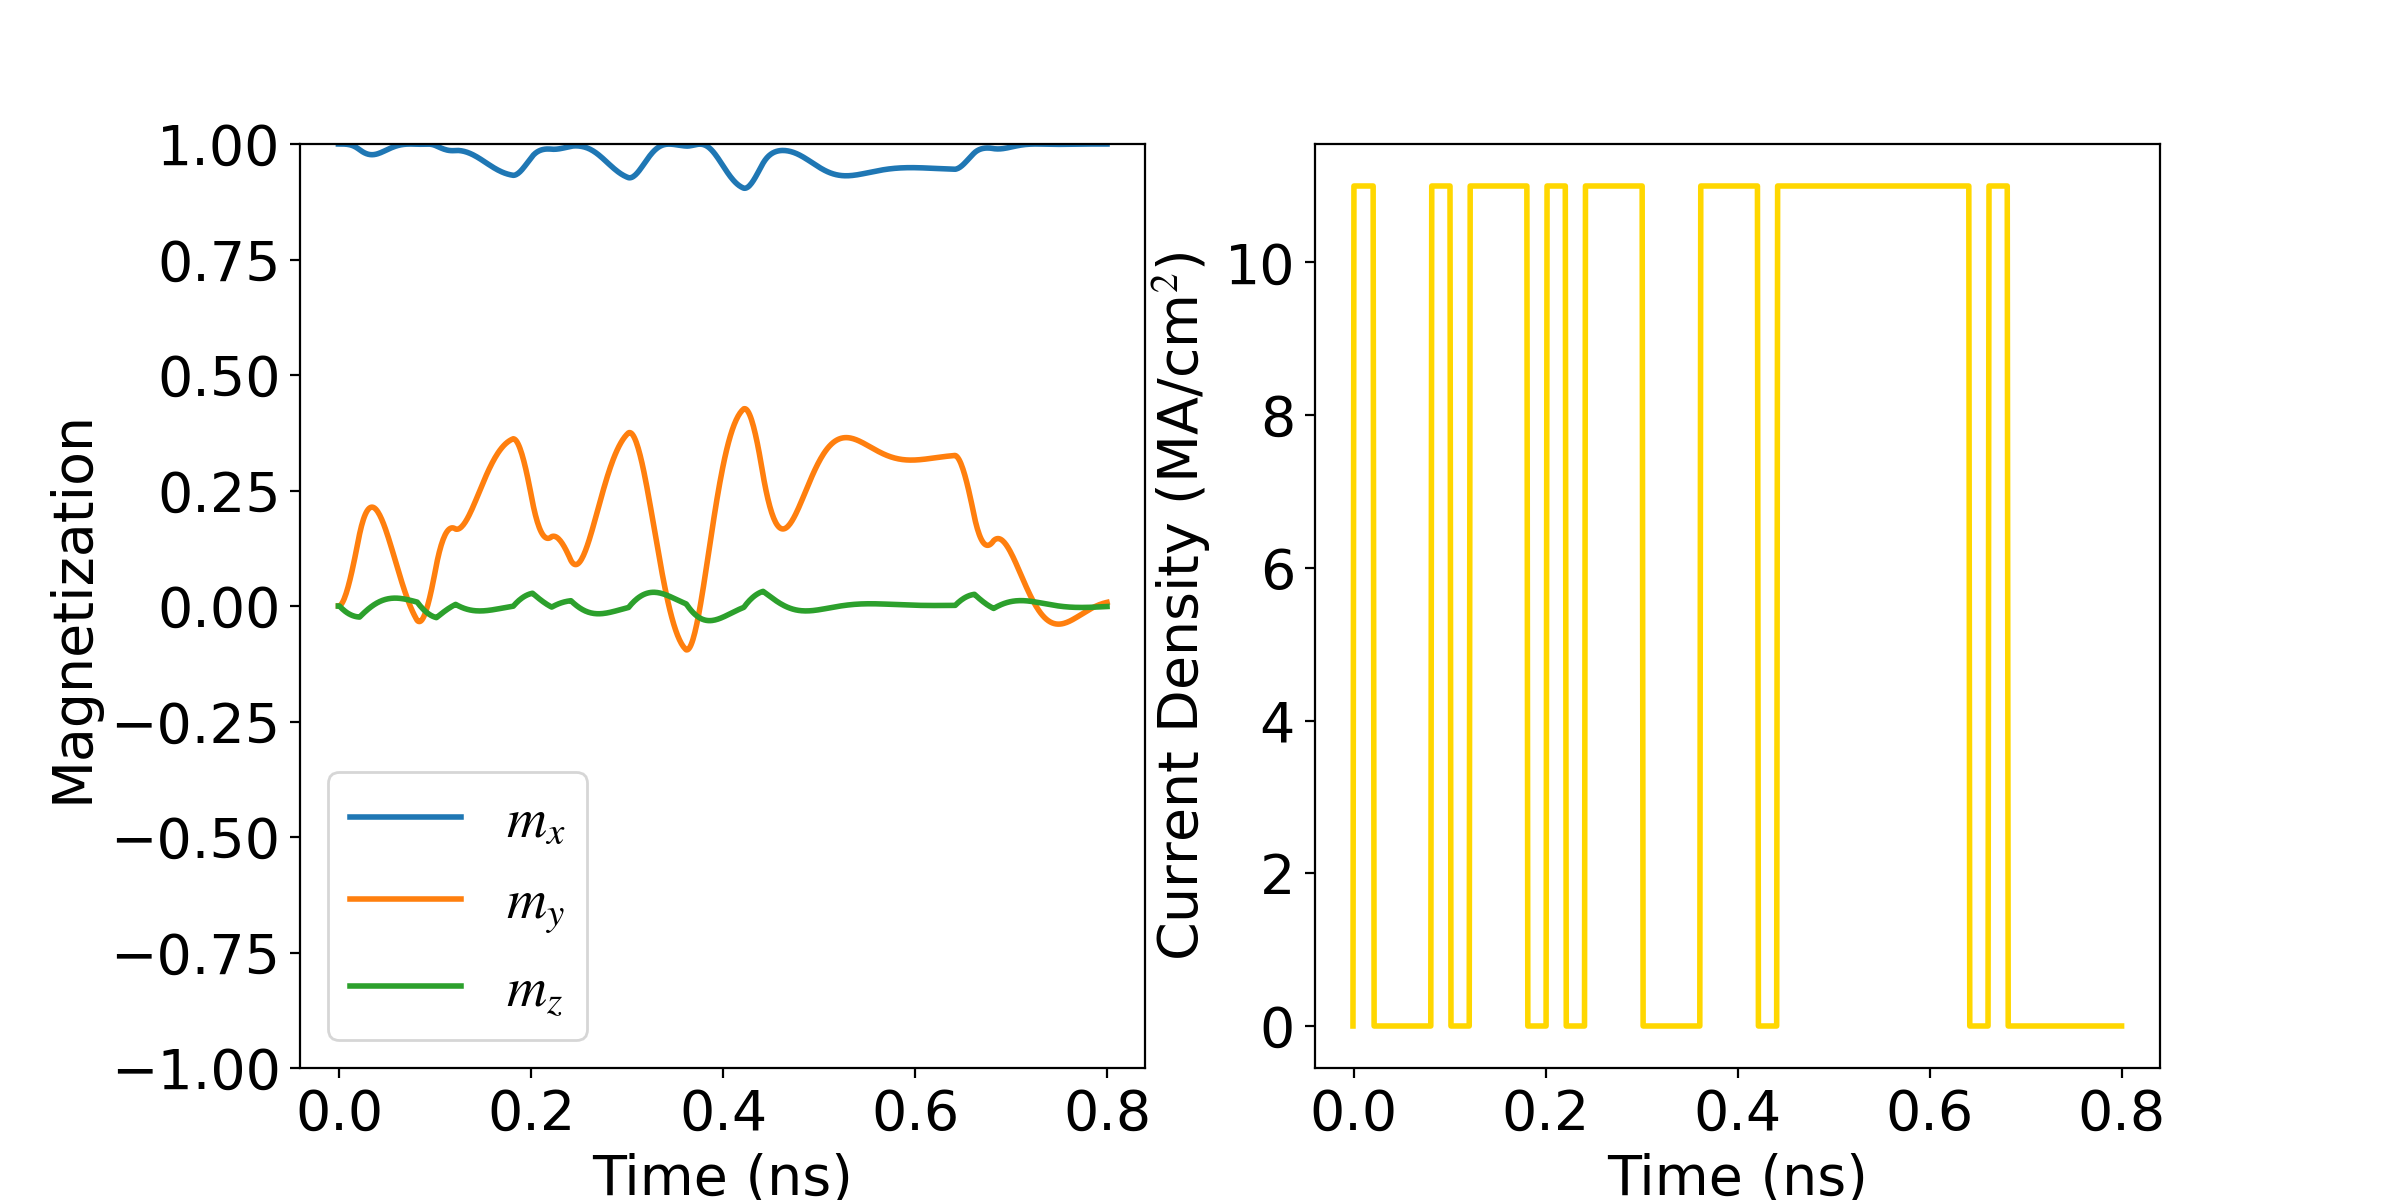 1.00
0.75
0.50
0.25
0.00
−0.25
−0.50
−0.75
−1.00
Magnetization
m_x
m_y
m_z
0.0 0.2 0.4 0.6 0.8
Time (ns)
10
8
6
4
2
0
Current Density (MA/cm²)
0.0 0.2 0.4 0.6 0.8
Time (ns)